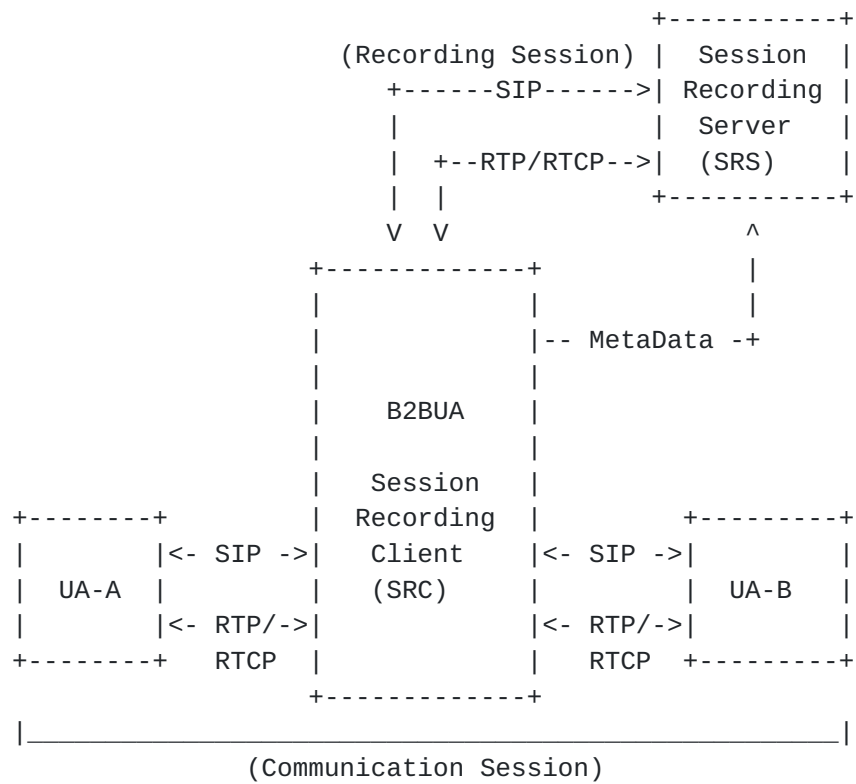 (Recording Session) Session
SIP Recording
Server
RTP/RTCP (SRS)
MetaData
B2BUA
Session
Recording
SIP Client SIP
UA-A (SRC) UA-B
RTP/ RTP/
RTCP RTCP
(Communication Session)